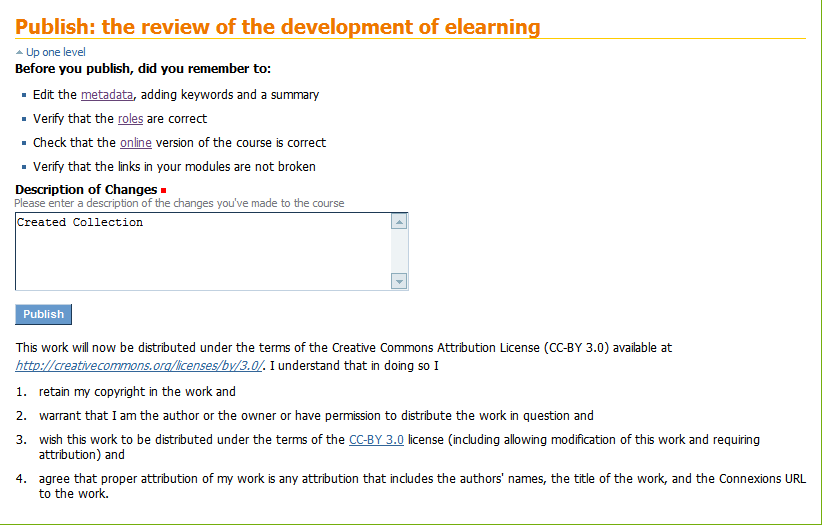 Publish: the review of the development of elearning
Up one level
Before you publish, did you remember to:
Edit the metadata, adding keywords and a summary
Verify that the roles are correct
Check that the online version of the course is correct
Verify that the links in your modules are not broken
Description of Changes
Please enter a description of the changes you've made to the course
Created Collection
Publish
This work will now be distributed under the terms of the Creative Commons Attribution License (CC-BY 3.0) available at
http://creativecommons.org/licenses/by/3.0/. I understand that in doing so I
1. retain my copyright in the work and
2. warrant that I am the author or the owner or have permission to distribute the work in question and
3. wish this work to be distributed under the terms of the CC-BY 3.0 license (including allowing modification of this work and requiring
attribution) and
4. agree that proper attribution of my work is any attribution that includes the authors' names, the title of the work, and the Connexions URL
to the work.